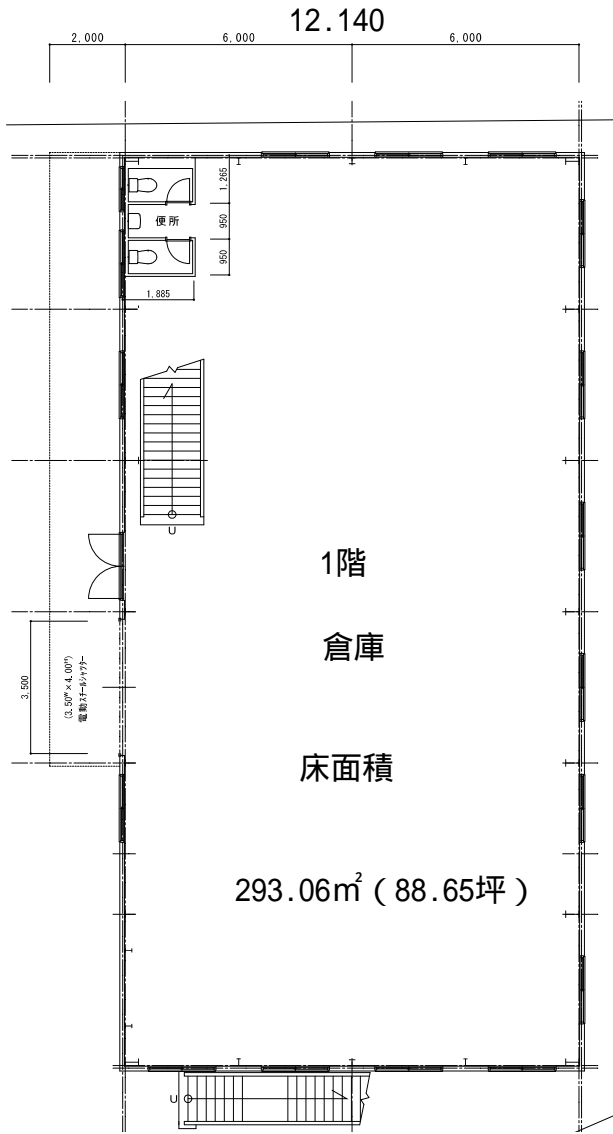 12.140
2,000
6,000
6,000
1,265
950
950
便所
1,885
U
1階
倉庫
3,500
(3.50ᵂ×4.00ᴴ)
電動スチールシャッター
床面積
293.06㎡（88.65坪）
U